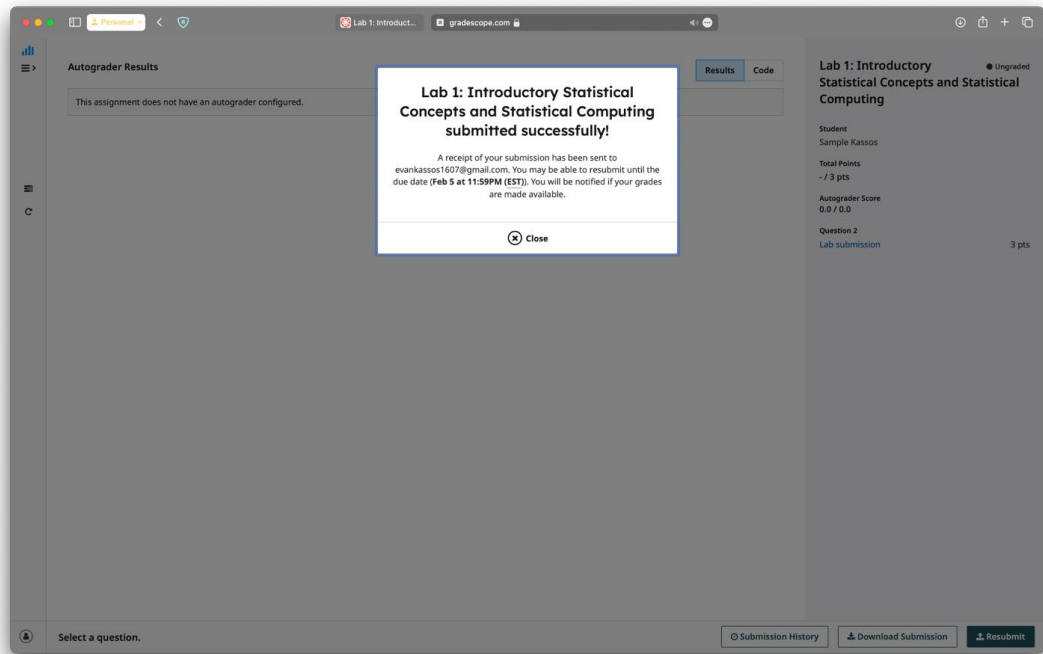 Personal
Lab 1: Introduct...
gradescope.com
Autograder Results
Results
Code
This assignment does not have an autograder configured.
Lab 1: Introductory Statistical
Concepts and Statistical Computing
submitted successfully!
A receipt of your submission has been sent to
evankassos1607@gmail.com. You may be able to resubmit until the
due date (Feb 5 at 11:59PM (EST)). You will be notified if your grades
are made available.
Close
Lab 1: Introductory
Statistical Concepts and Statistical
Computing
Ungraded
Student
Sample Kassos
Total Points
- / 3 pts
Autograder Score
0.0 / 0.0
Question 2
Lab submission
3 pts
Select a question.
Submission History
Download Submission
Resubmit